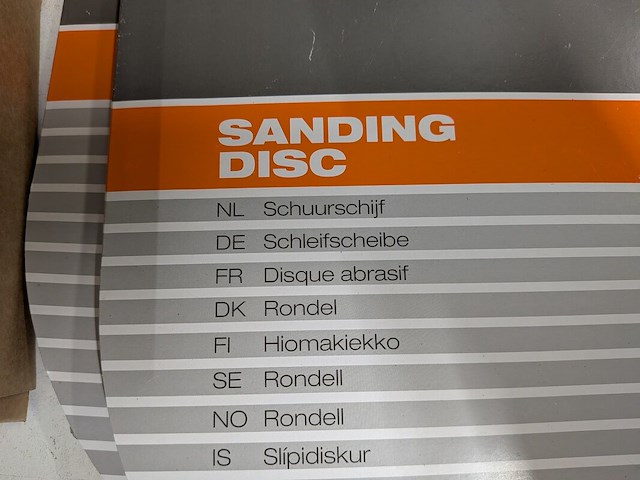 SANDING
DISC
NL Schuurschijf
DE Schleifscheibe
FR Disque abrasif
DK Rondel
FI Hiomakiekko
SE Rondell
NO Rondell
IS Slípidiskur